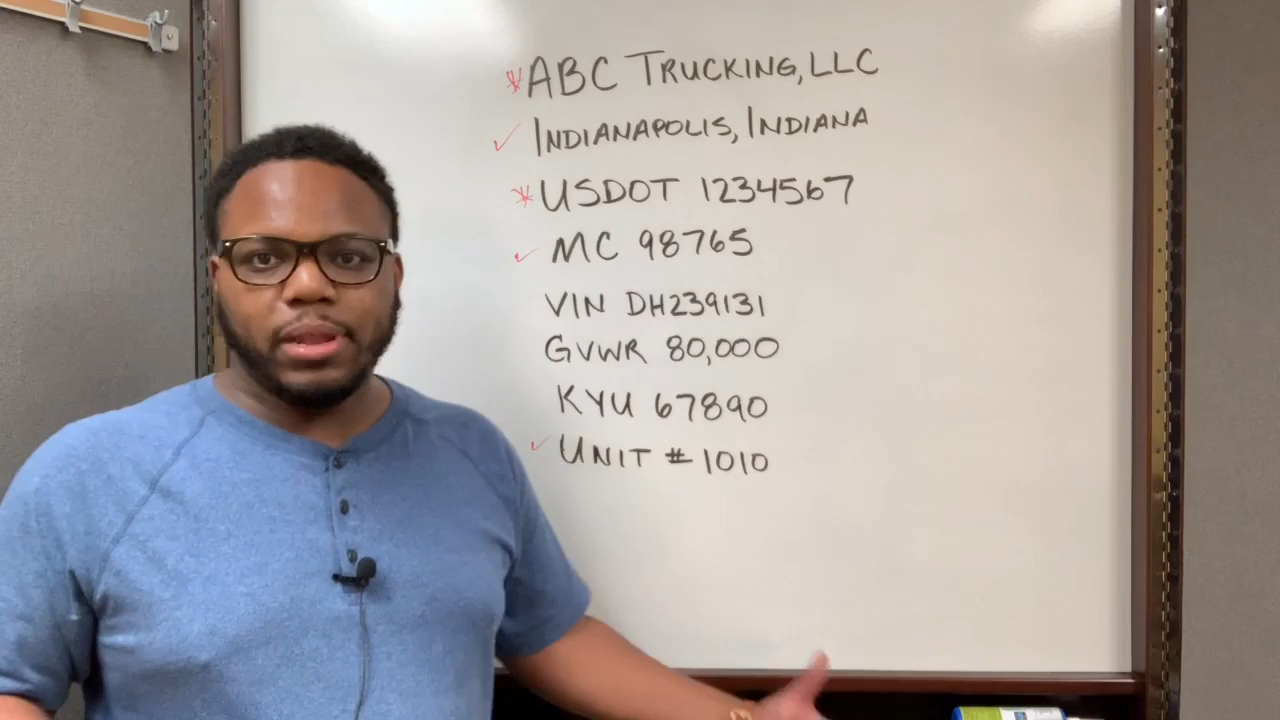 * ABC TRUCKING, LLC
✓ INDIANAPOLIS, INDIANA
* USDOT 1234567
✓ MC 98765
VIN DH239131
GVWR 80,000
KYU 67890
✓ UNIT # 1010